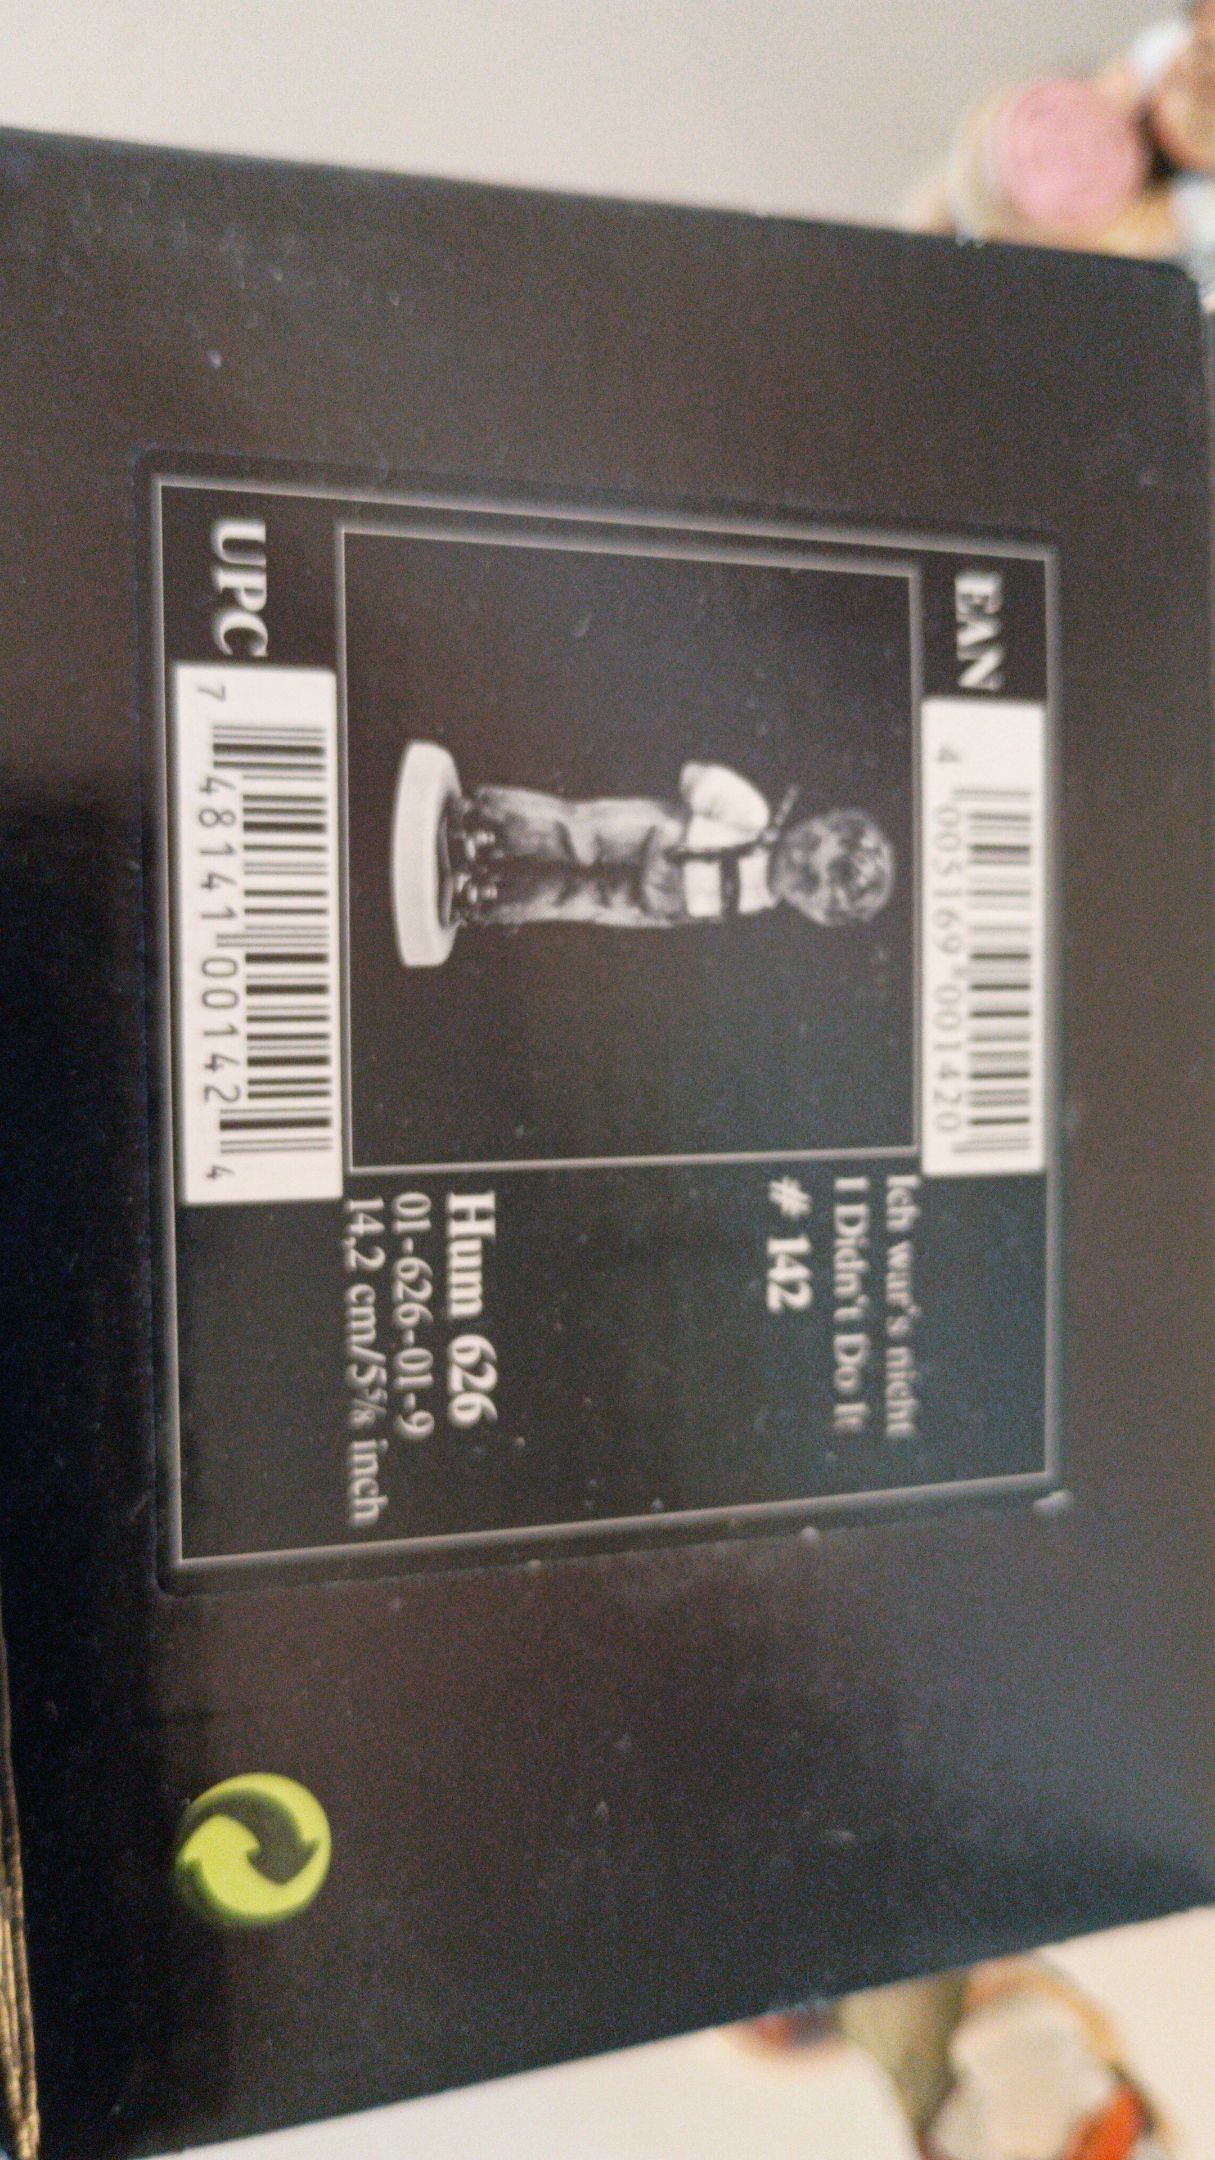 EAN
4 005169 001420
Ich war's nicht
I Didn't Do It
# 142
Hum 626
01-626-01-9
14,2 cm/5⅝ inch
UPC
7 48141 00142 4